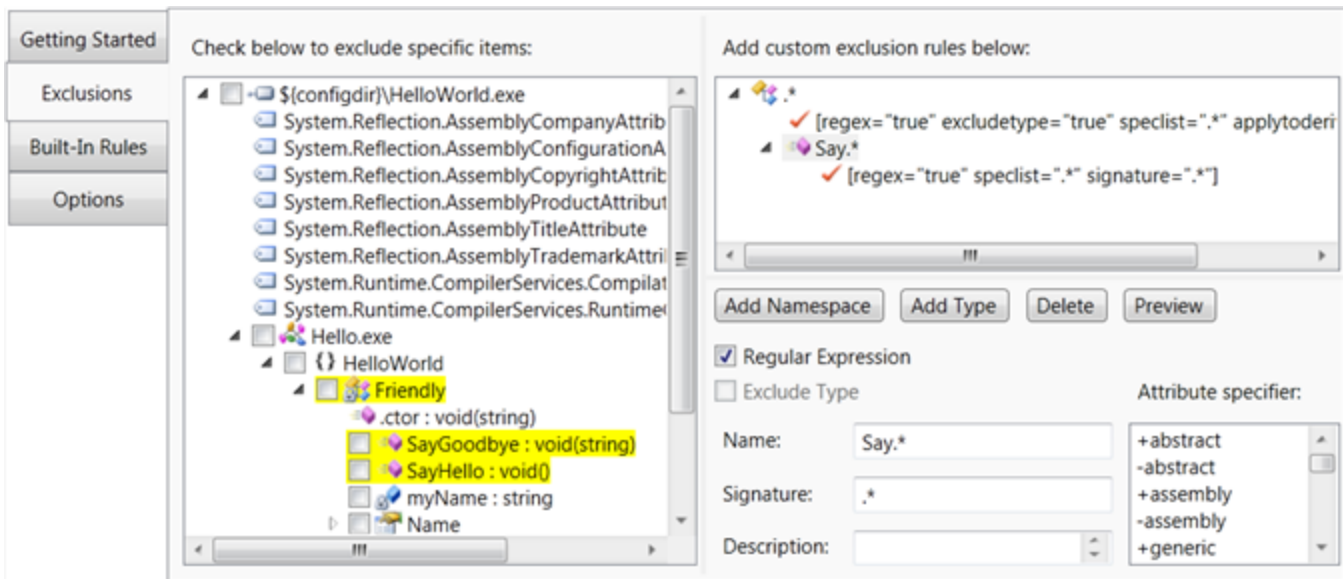 Getting Started
Exclusions
Built-In Rules
Options
Check below to exclude specific items:
${configdir}\HelloWorld.exe
System.Reflection.AssemblyCompanyAttrib
System.Reflection.AssemblyConfigurationA
System.Reflection.AssemblyCopyrightAttrib
System.Reflection.AssemblyProductAttribut
System.Reflection.AssemblyTitleAttribute
System.Reflection.AssemblyTrademarkAttri
System.Runtime.CompilerServices.Compilat
System.Runtime.CompilerServices.Runtime
Hello.exe
{} HelloWorld
Friendly
.ctor : void(string)
SayGoodbye : void(string)
SayHello : void()
myName : string
Name
Add custom exclusion rules below:
.*
[regex="true" excludetype="true" speclist=".*" applytoderi
Say.*
[regex="true" speclist=".*" signature=".*"]
Add Namespace Add Type Delete Preview
Regular Expression
Exclude Type
Name: Say.*
Signature: .*
Description:
Attribute specifier:
+abstract
-abstract
+assembly
-assembly
+generic